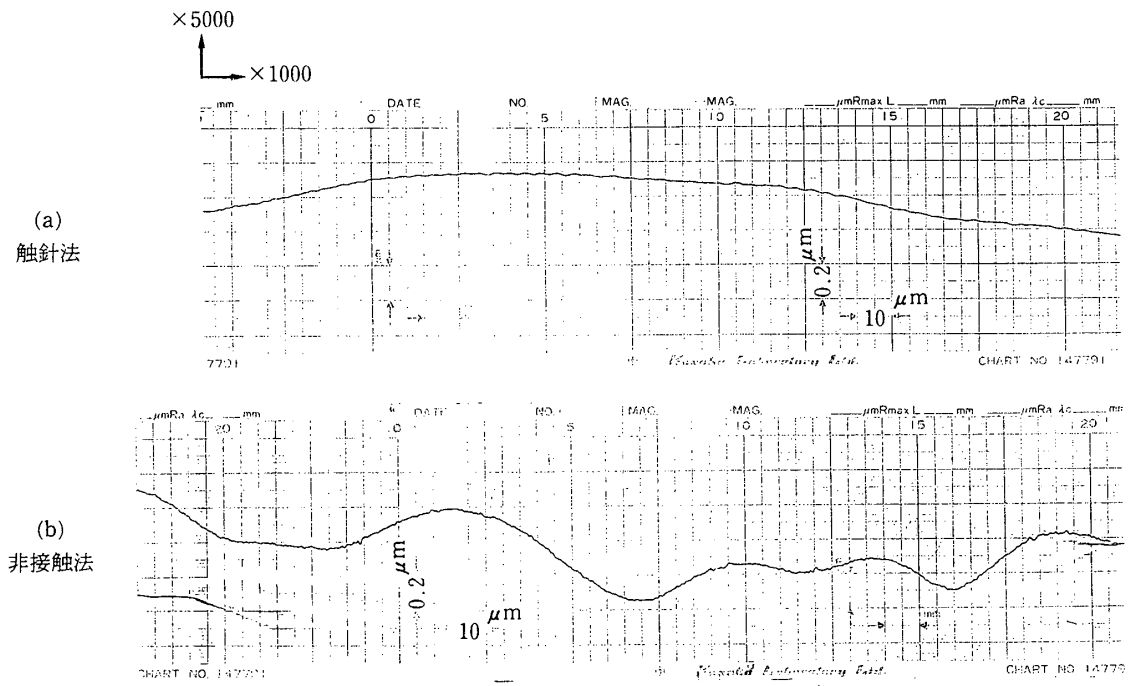 ×5000
×1000
mm DATE NO. MAG. MAG. μmRmax L mm μmRa λc mm
0 5 10 15 20
(a)
触針法
0.2 μm
10 μm
7791 CHART NO. 147791
μmRa λc mm DATE NO. MAG. MAG. μmRmax L mm μmRa λc mm
20 0 5 10 15 20
(b)
非接触法
0.2 μm
10 μm
CHART NO. CHART NO. 14779